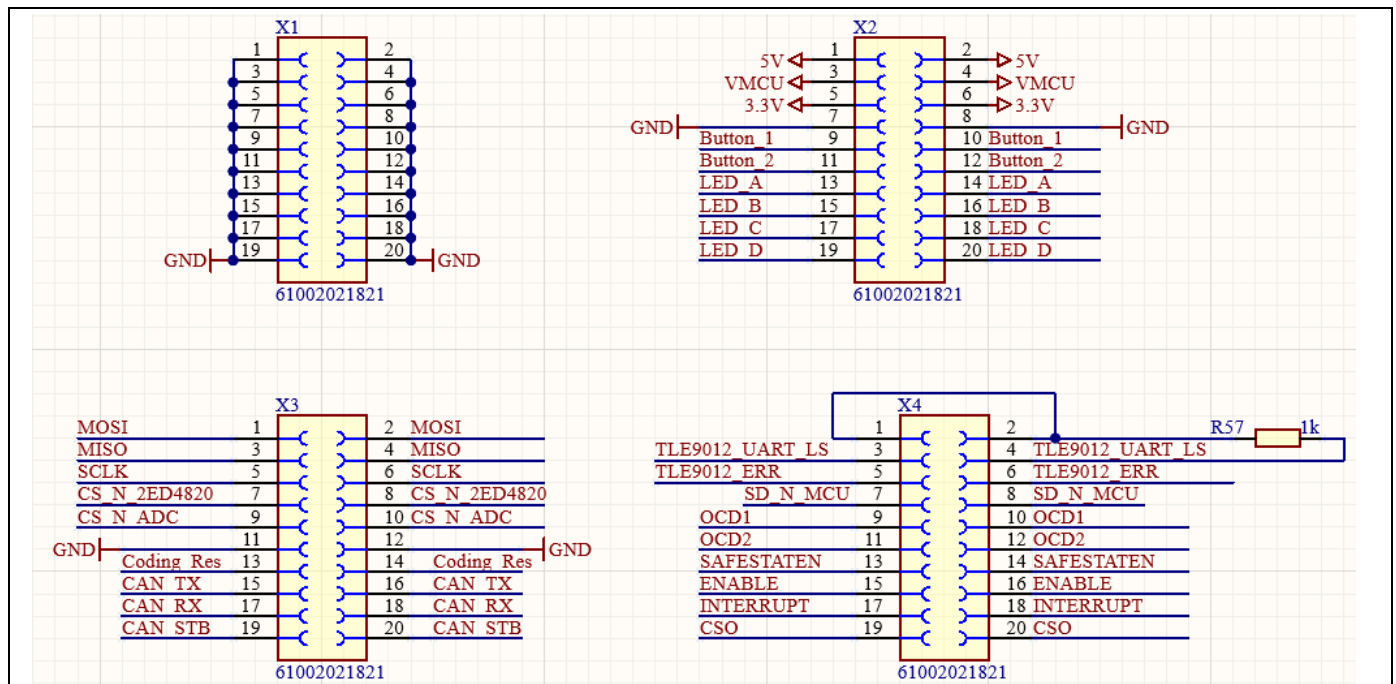 X1
1 2
3 4
5 6
7 8
9 10
11 12
13 14
15 16
17 18
GND 19 20 GND
61002021821
X2
5V 1 2 5V
VMCU 3 4 VMCU
3.3V 5 6 3.3V
GND 7 8 GND
Button_1 9 10 Button_1
Button_2 11 12 Button_2
LED_A 13 14 LED_A
LED_B 15 16 LED_B
LED_C 17 18 LED_C
LED_D 19 20 LED_D
61002021821
X3
MOSI 1 2 MOSI
MISO 3 4 MISO
SCLK 5 6 SCLK
CS_N_2ED4820 7 8 CS_N_2ED4820
CS_N_ADC 9 10 CS_N_ADC
GND 11 12 GND
Coding_Res 13 14 Coding_Res
CAN_TX 15 16 CAN_TX
CAN_RX 17 18 CAN_RX
CAN_STB 19 20 CAN_STB
61002021821
X4
1 2 R57 1k
TLE9012_UART_LS 3 4 TLE9012_UART_LS
TLE9012_ERR 5 6 TLE9012_ERR
SD_N_MCU 7 8 SD_N_MCU
OCD1 9 10 OCD1
OCD2 11 12 OCD2
SAFESTATEN 13 14 SAFESTATEN
ENABLE 15 16 ENABLE
INTERRUPT 17 18 INTERRUPT
CSO 19 20 CSO
61002021821